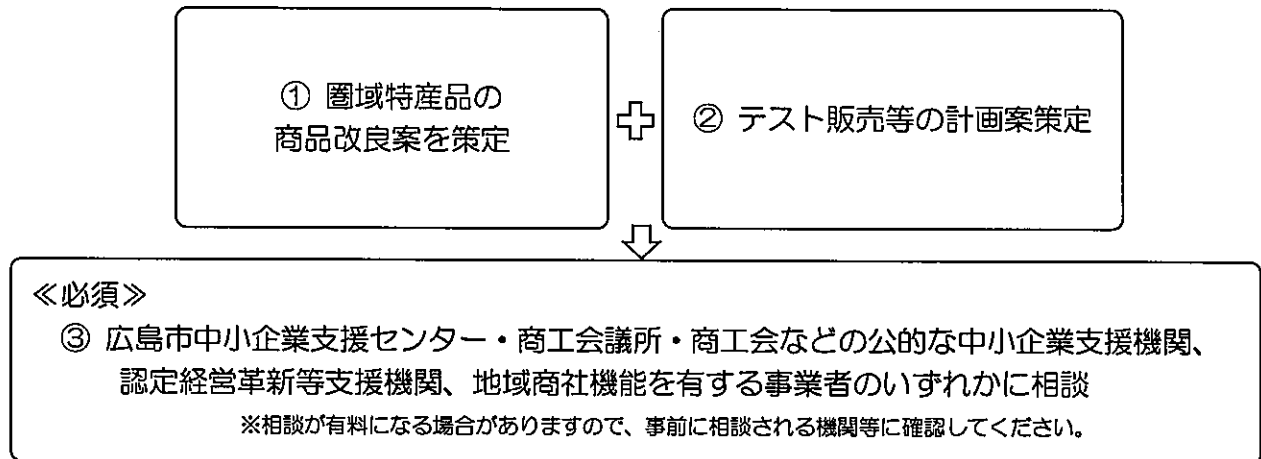 ① 圏域特産品の
商品改良案を策定
② テスト販売等の計画案策定
≪必須≫
③ 広島市中小企業支援センター・商工会議所・商工会などの公的な中小企業支援機関、
認定経営革新等支援機関、地域商社機能を有する事業者のいずれかに相談
※相談が有料になる場合がありますので、事前に相談される機関等に確認してください。